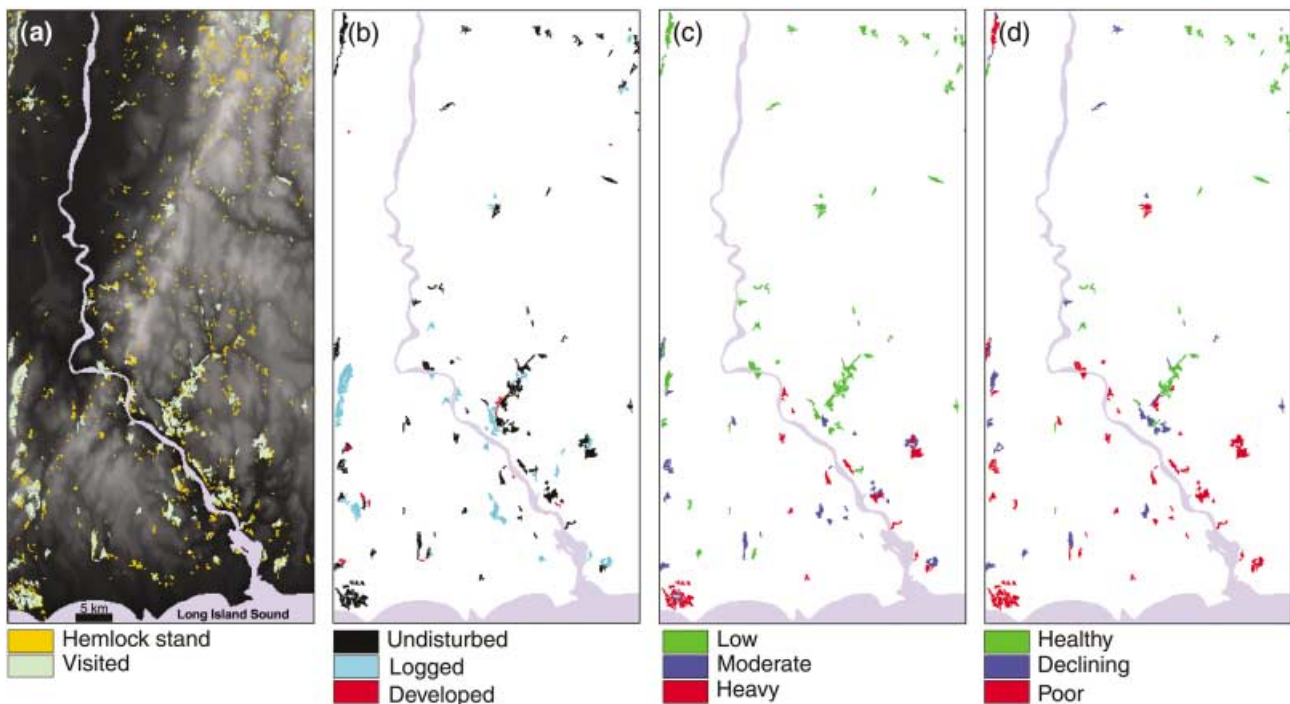 (a)
(b)
(c)
(d)
5 km
Long Island Sound
Hemlock stand
Visited
Undisturbed
Logged
Developed
Low
Moderate
Heavy
Healthy
Declining
Poor